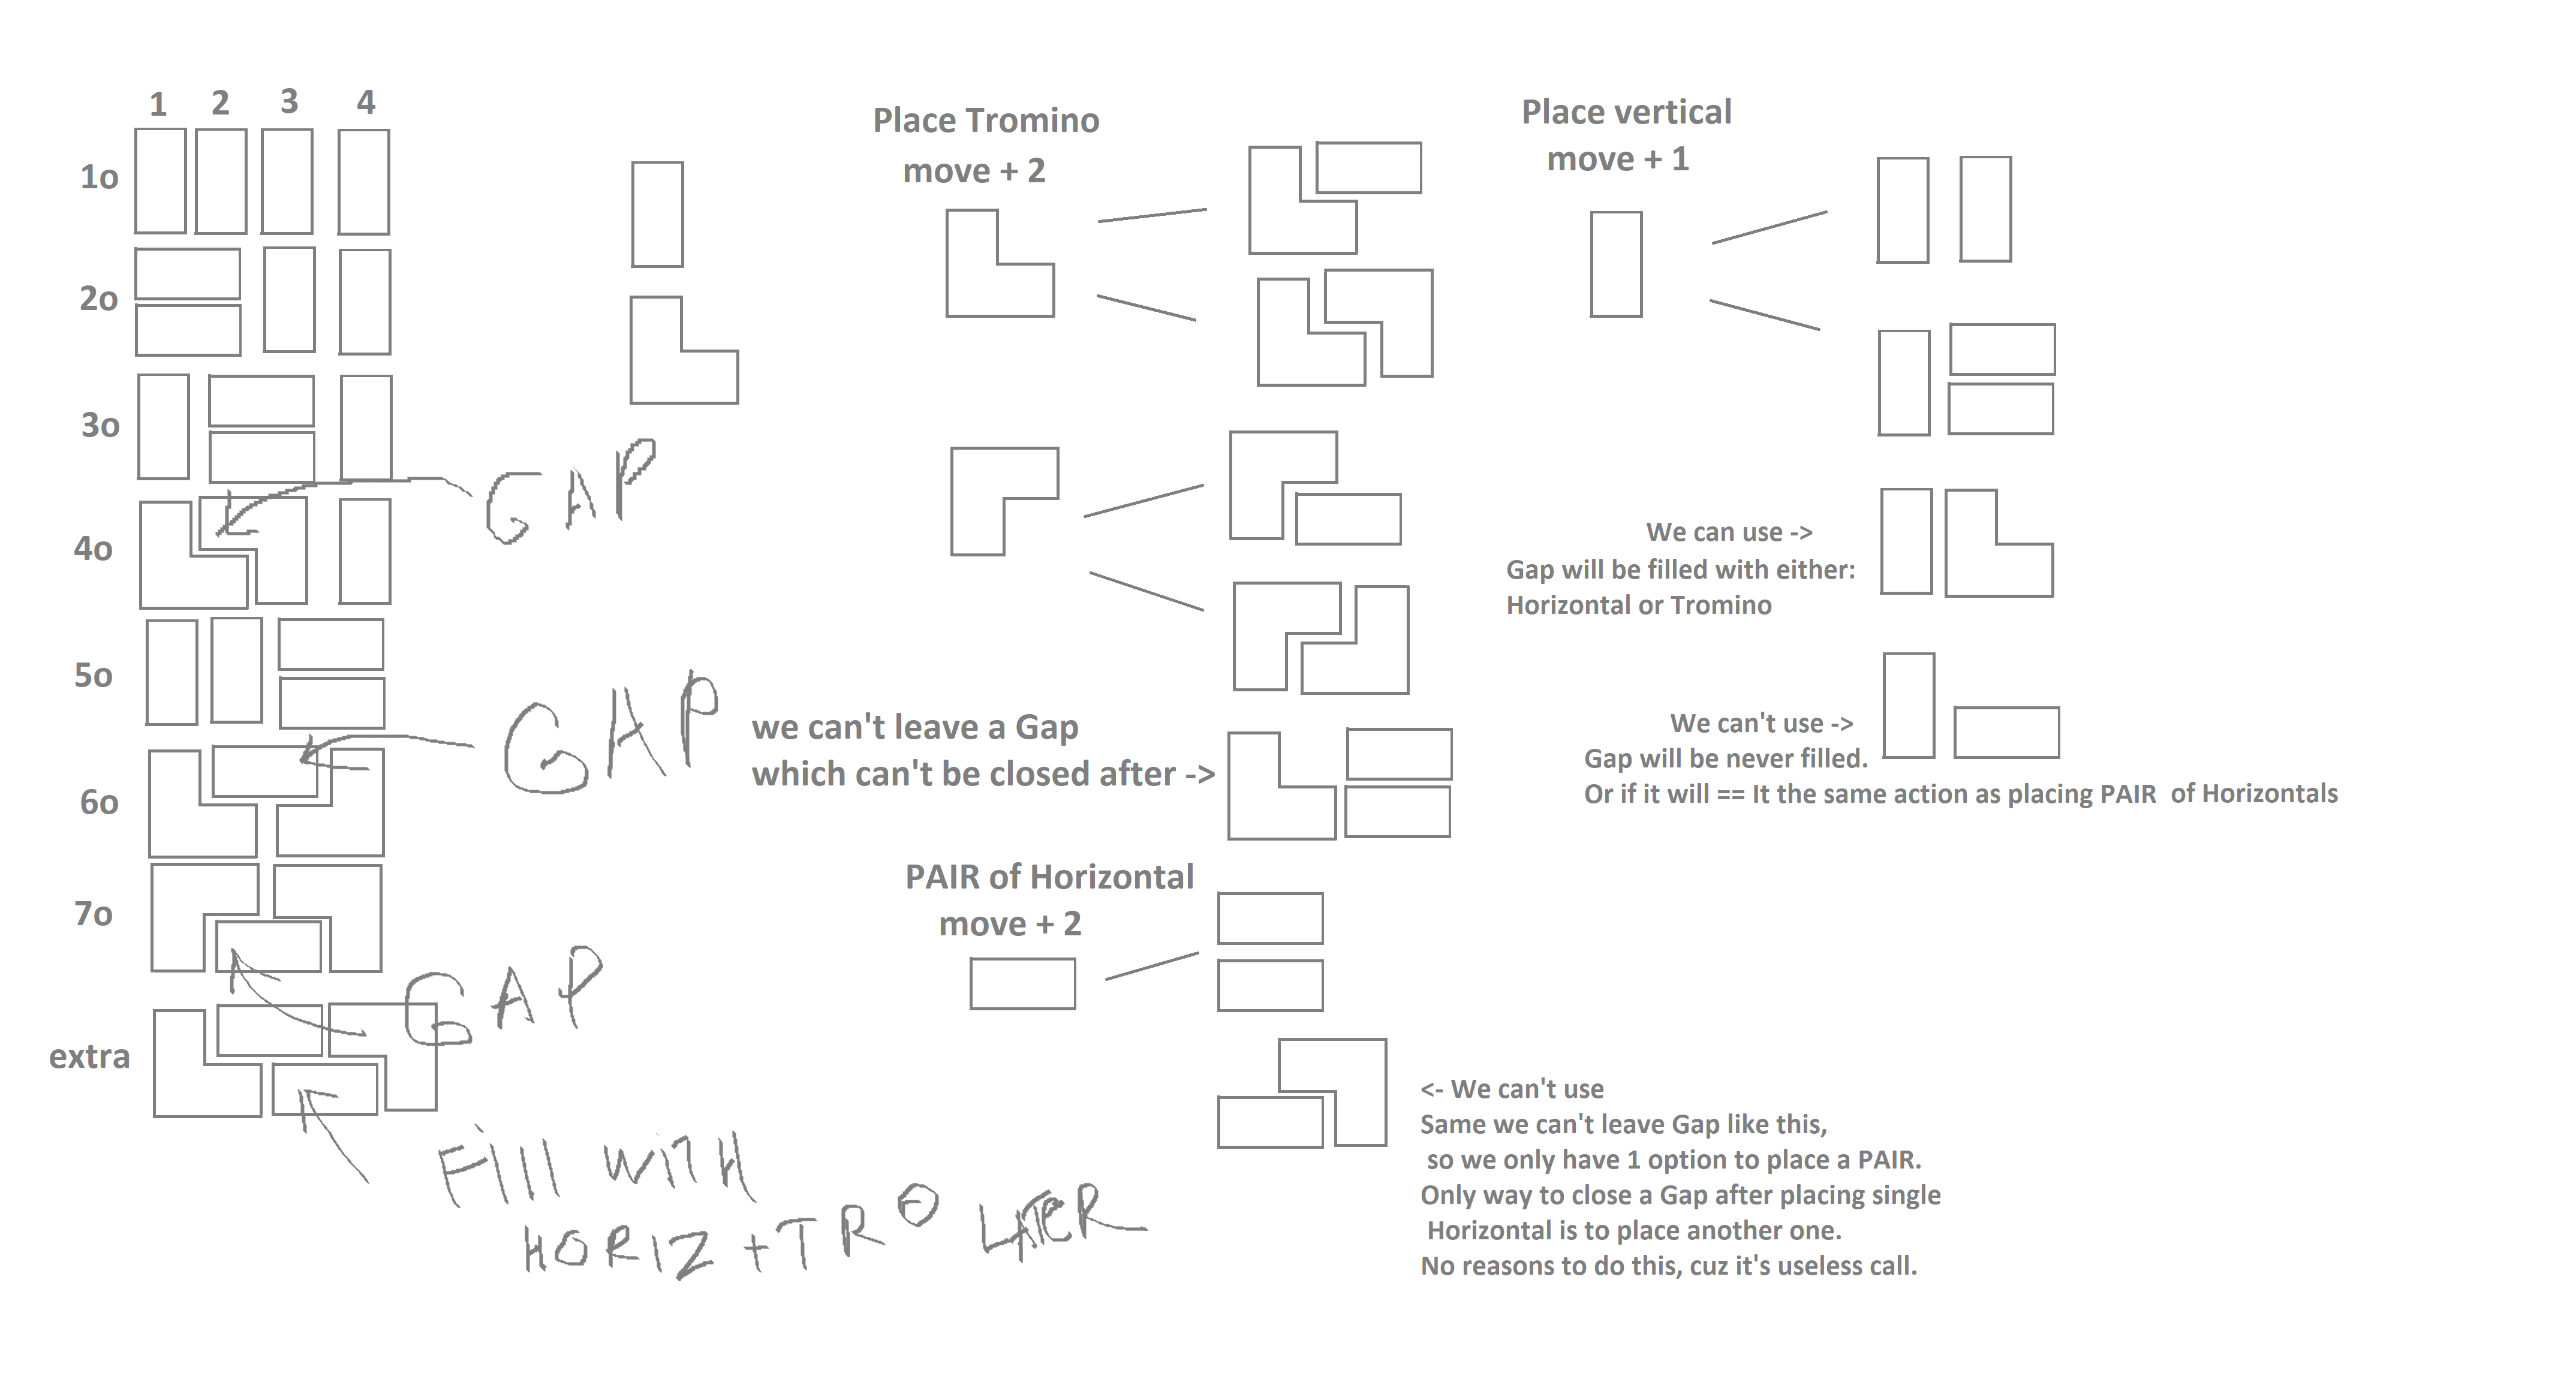 1 2 3 4
1o
2o
3o
4o
5o
6o
7o
extra
GAP
GAP
GAP
Fill with
HORIZ + TRO LATER
Place Tromino
move + 2
we can't leave a Gap
which can't be closed after ->
PAIR of Horizontal
move + 2
<- We can't use
Same we can't leave Gap like this,
so we only have 1 option to place a PAIR.
Only way to close a Gap after placing single
Horizontal is to place another one.
No reasons to do this, cuz it's useless call.
Place vertical
move + 1
We can use ->
Gap will be filled with either:
Horizontal or Tromino
We can't use ->
Gap will be never filled.
Or if it will == It the same action as placing PAIR of Horizontals